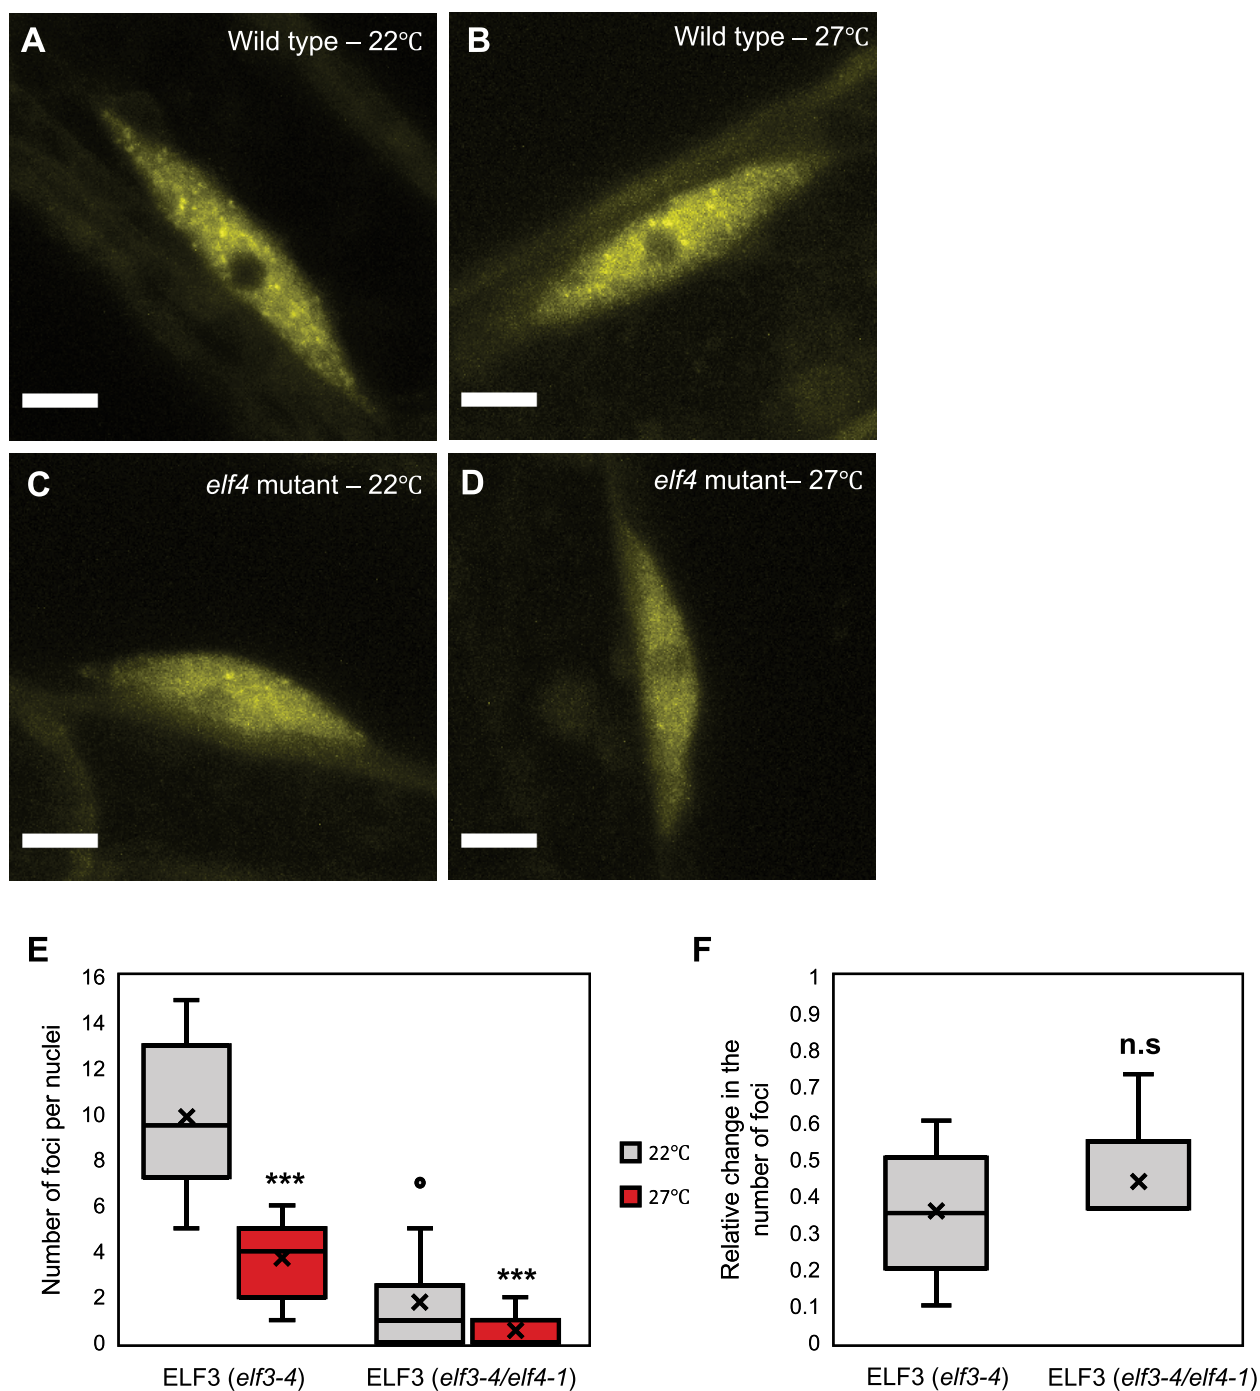 A
Wild type – 22℃
B
Wild type – 27℃
C
elf4 mutant – 22℃
D
elf4 mutant– 27℃
E
Number of foci per nuclei
16
14
12
10
8
6
4
2
0
***
***
ELF3 (elf3-4)
ELF3 (elf3-4/elf4-1)
22℃
27℃
F
Relative change in the
number of foci
1
0.9
0.8
0.7
0.6
0.5
0.4
0.3
0.2
0.1
0
n.s
ELF3 (elf3-4)
ELF3 (elf3-4/elf4-1)